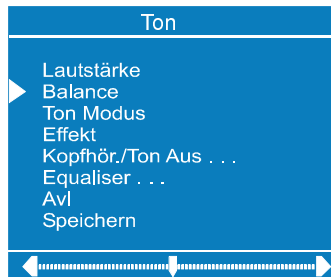 Ton
Lautstärke
Balance
Ton Modus
Effekt
Kopfhör./Ton Aus . . .
Equaliser . . .
Avl
Speichern